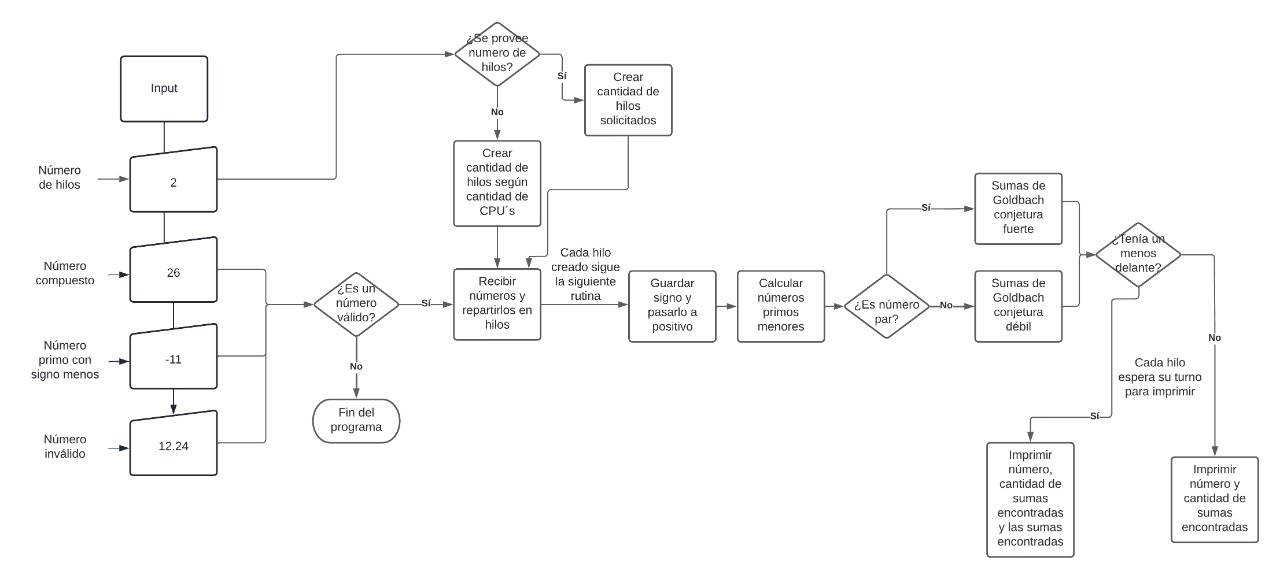 Input
Número
de hilos
2
Número
compuesto
26
Número
primo con
signo menos
-11
Número
inválido
12.24
¿Es un
número
válido?
Sí
No
Fin del
programa
¿Se provee
numero de
hilos?
Sí
No
Crear
cantidad de
hilos
solicitados
Crear
cantidad de
hilos según
cantidad de
CPU´s
Recibir
números y
repartirlos en
hilos
Cada hilo
creado sigue
la siguiente
rutina
Guardar
signo y
pasarlo a
positivo
Calcular
números
primos
menores
¿Es número
par?
Sí
No
Sumas de
Goldbach
conjetura
fuerte
Sumas de
Goldbach
conjetura
débil
¿Tenía un
menos
delante?
No
Cada hilo
espera su turno
para imprimir
Sí
Imprimir
número,
cantidad de
sumas
encontradas
y las sumas
encontradas
Imprimir
número y
cantidad de
sumas
encontradas